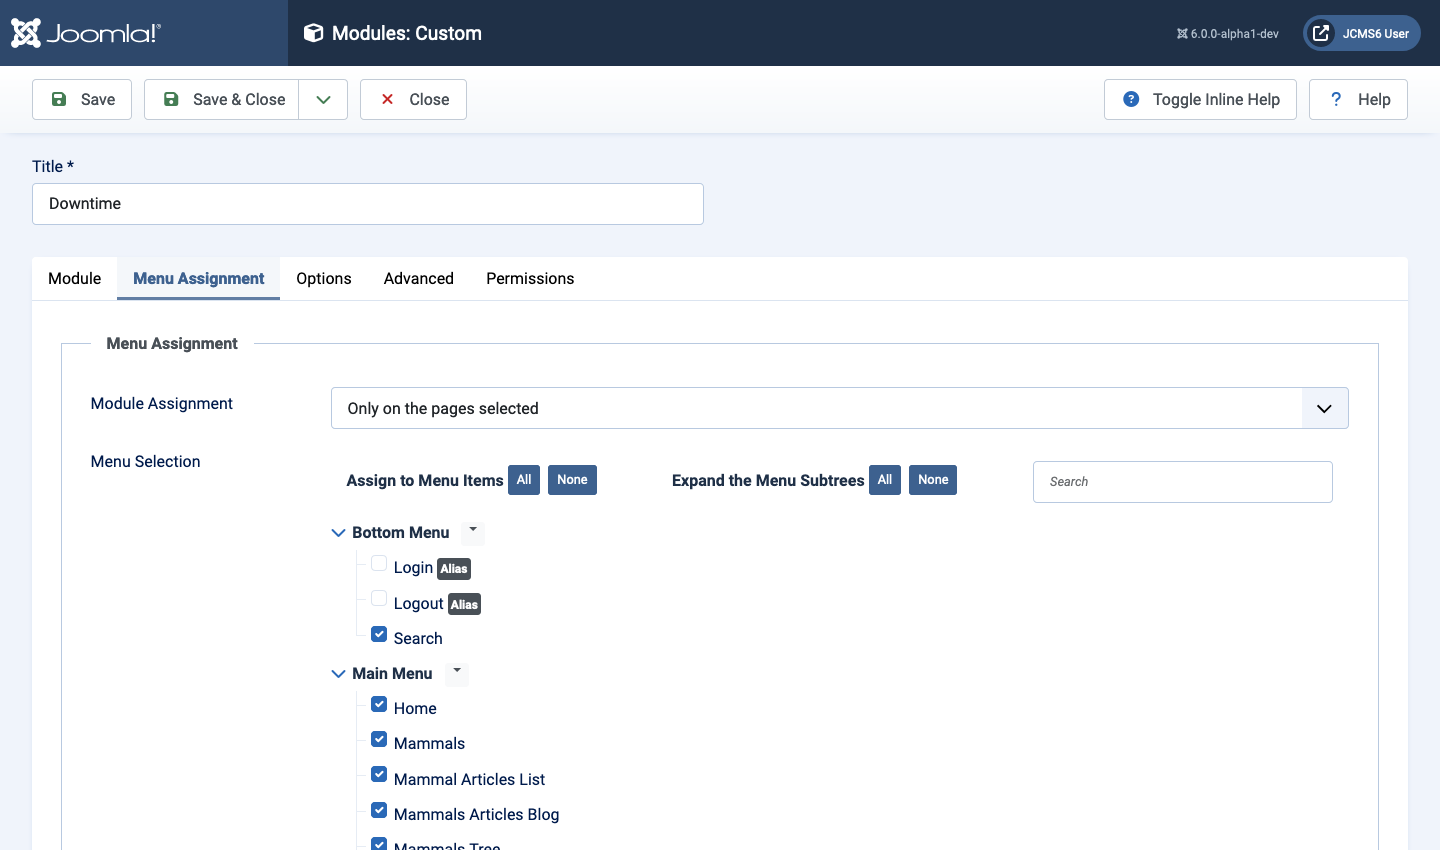 Joomla!® Modules: Custom 6.0.0-alpha1-dev JCMS6 User
Save Save & Close Close Toggle Inline Help ? Help
Title *
Downtime
Module Menu Assignment Options Advanced Permissions
Menu Assignment
Module Assignment Only on the pages selected
Menu Selection
Assign to Menu Items All None Expand the Menu Subtrees All None Search
Bottom Menu
Login Alias
Logout Alias
Search
Main Menu
Home
Mammals
Mammal Articles List
Mammals Articles Blog
Mammals Tree